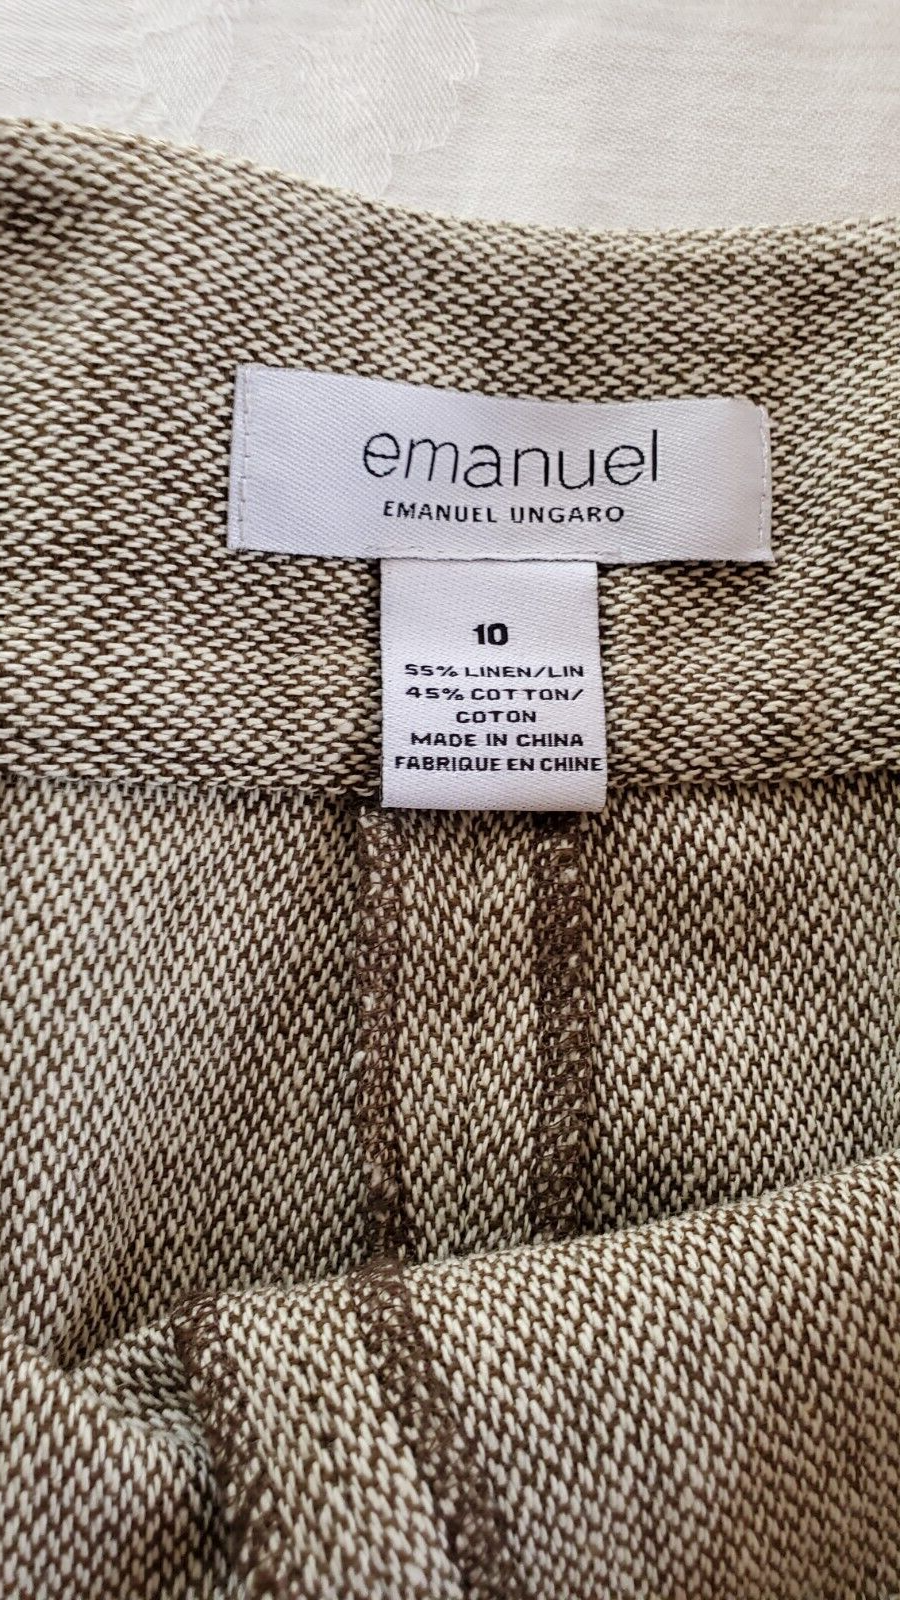 emanuel
EMANUEL UNGARO
10
55% LINEN/LIN
45% COTTON/
COTON
MADE IN CHINA
FABRIQUE EN CHINE